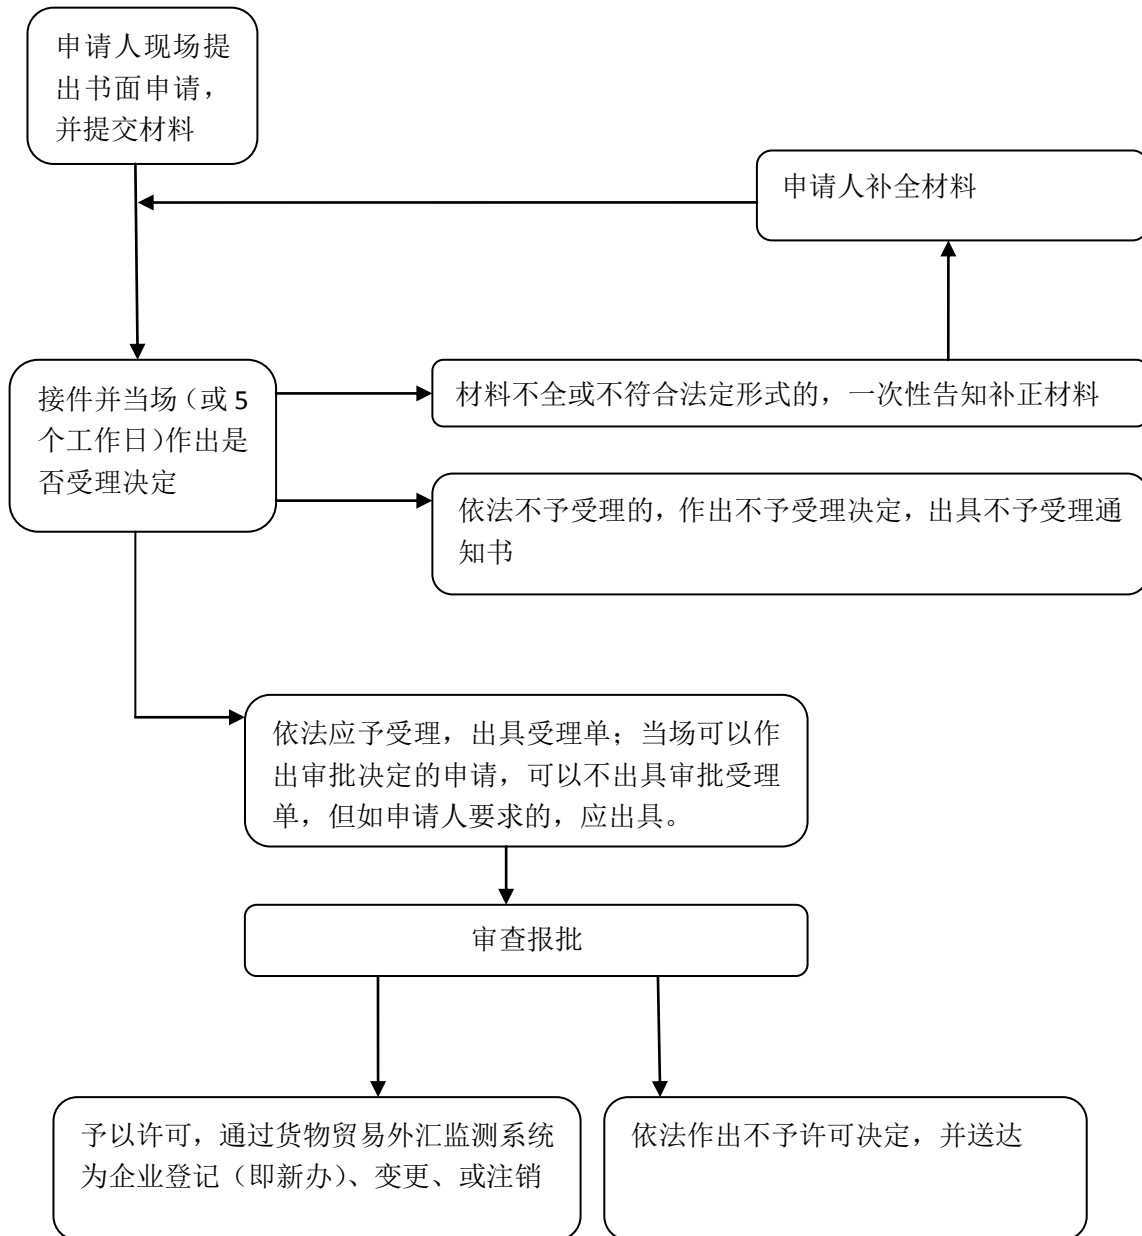 申请人现场提
出书面申请，
并提交材料
申请人补全材料
接件并当场（或 5
个工作日）作出是
否受理决定
材料不全或不符合法定形式的，一次性告知补正材料
依法不予受理的，作出不予受理决定，出具不予受理通
知书
依法应予受理，出具受理单；当场可以作
出审批决定的申请，可以不出具审批受理
单，但如申请人要求的，应出具。
审查报批
予以许可，通过货物贸易外汇监测系统
为企业登记（即新办）、变更、或注销
依法作出不予许可决定，并送达